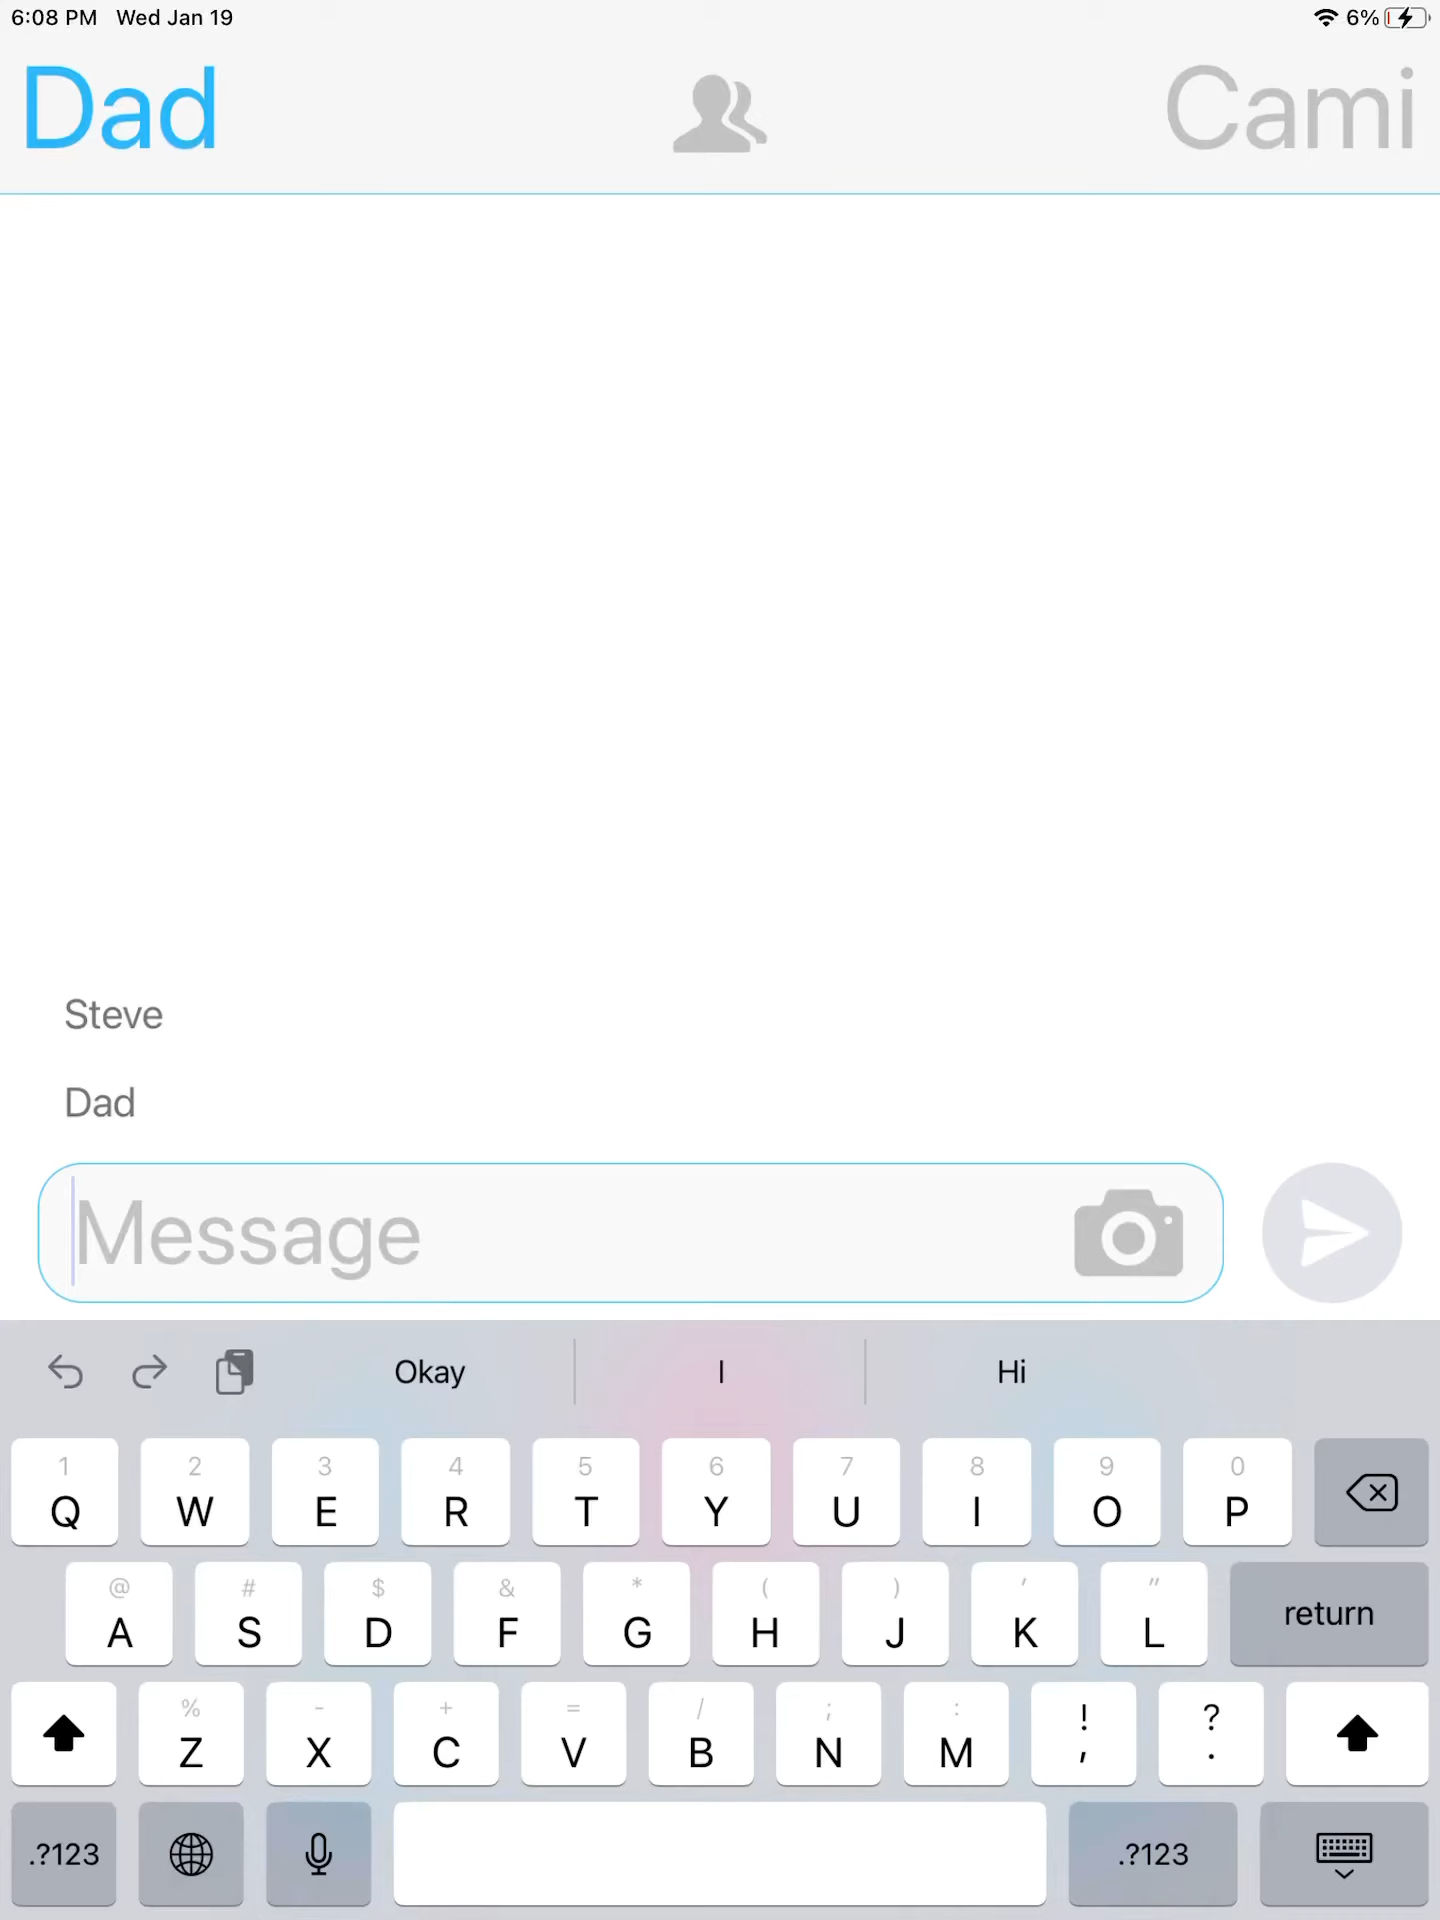 6:08 PM Wed Jan 19 6%
Dad Cami
Steve
Dad
Message
Okay I Hi
1 2 3 4 5 6 7 8 9 0
Q W E R T Y U I O P
@ # $ & * ( ) ' "
A S D F G H J K L return
% - + = / ; : ! ?
Z X C V B N M , .
.?123 .?123